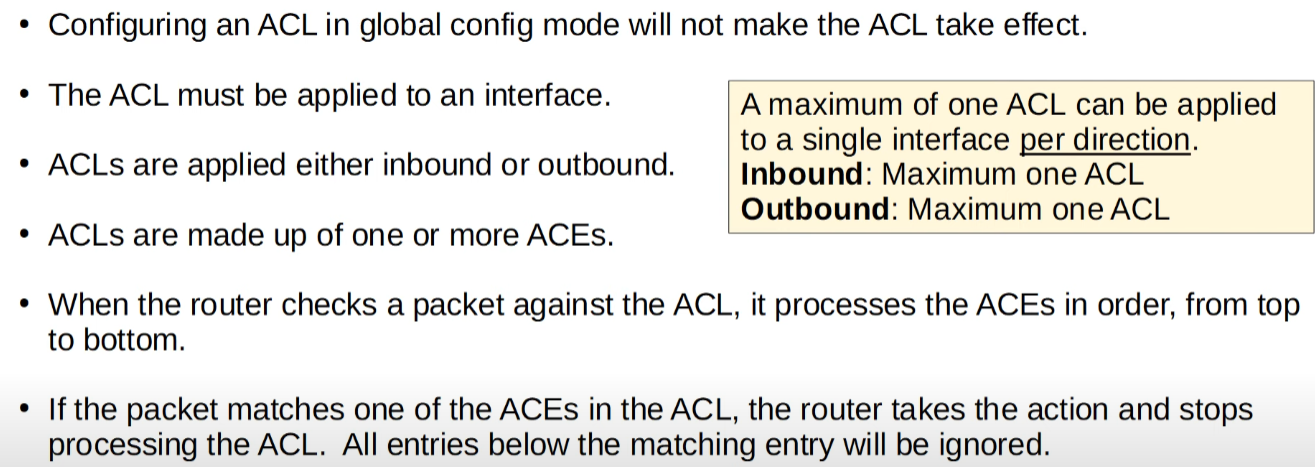 • Configuring an ACL in global config mode will not make the ACL take effect.
• The ACL must be applied to an interface.
• ACLs are applied either inbound or outbound.
• ACLs are made up of one or more ACEs.
A maximum of one ACL can be applied
to a single interface per direction.
Inbound: Maximum one ACL
Outbound: Maximum one ACL
• When the router checks a packet against the ACL, it processes the ACEs in order, from top
to bottom.
• If the packet matches one of the ACEs in the ACL, the router takes the action and stops
processing the ACL. All entries below the matching entry will be ignored.